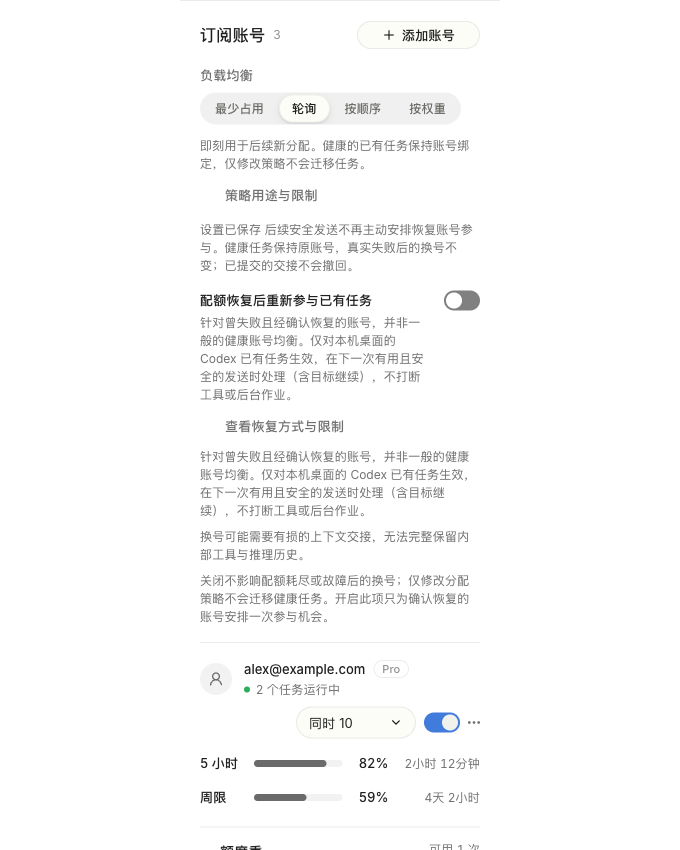 订阅账号 3
+ 添加账号
负载均衡
最少占用 轮询 按顺序 按权重
即刻用于后续新分配。健康的已有任务保持账号绑
定，仅修改策略不会迁移任务。
策略用途与限制
设置已保存 后续安全发送不再主动安排恢复账号参
与。健康任务保持原账号，真实失败后的换号不
变；已提交的交接不会撤回。
配额恢复后重新参与已有任务
针对曾失败且经确认恢复的账号，并非一
般的健康账号均衡。仅对本机桌面的
Codex 已有任务生效，在下一次有用且安
全的发送时处理（含目标继续），不打断
工具或后台作业。
查看恢复方式与限制
针对曾失败且经确认恢复的账号，并非一般的健康
账号均衡。仅对本机桌面的 Codex 已有任务生效，
在下一次有用且安全的发送时处理（含目标继
续），不打断工具或后台作业。
换号可能需要有损的上下文交接，无法完整保留内
部工具与推理历史。
关闭不影响配额耗尽或故障后的换号；仅修改分配
策略不会迁移健康任务。开启此项只为确认恢复的
账号安排一次参与机会。
alex@example.com Pro
2 个任务运行中
同时 10
5 小时 82% 2小时 12分钟
周限 59% 4天 2小时